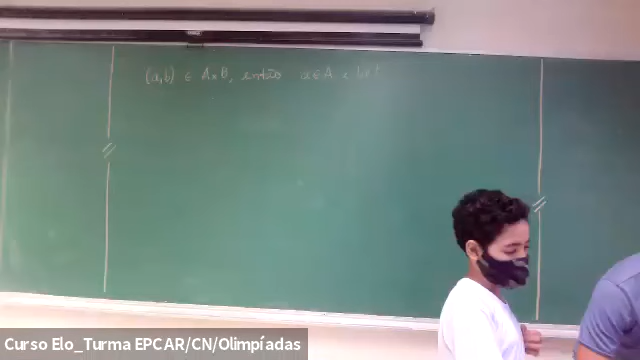 (a,b) ∈ A×B, então a ∈ A e b ∈
Curso Elo_Turma EPCAR/CN/Olimpíadas